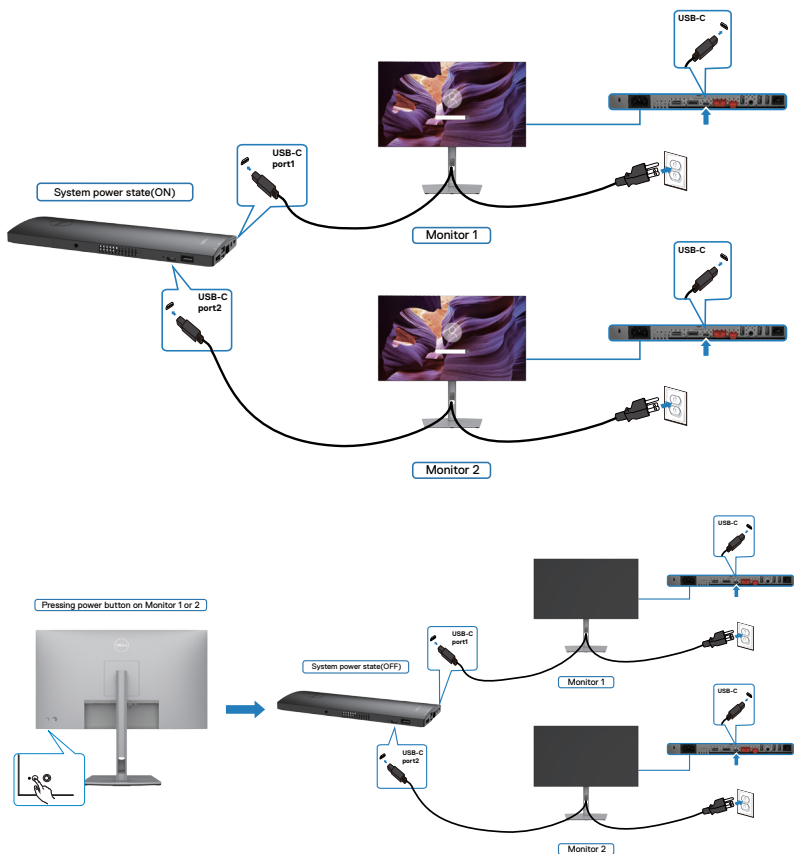 USB-C
USB-C
port1
System power state(ON)
Monitor 1
USB-C
USB-C
port2
Monitor 2
USB-C
Pressing power button on Monitor 1 or 2
USB-C
port1
System power state(OFF)
Monitor 1
USB-C
USB-C
port2
Monitor 2